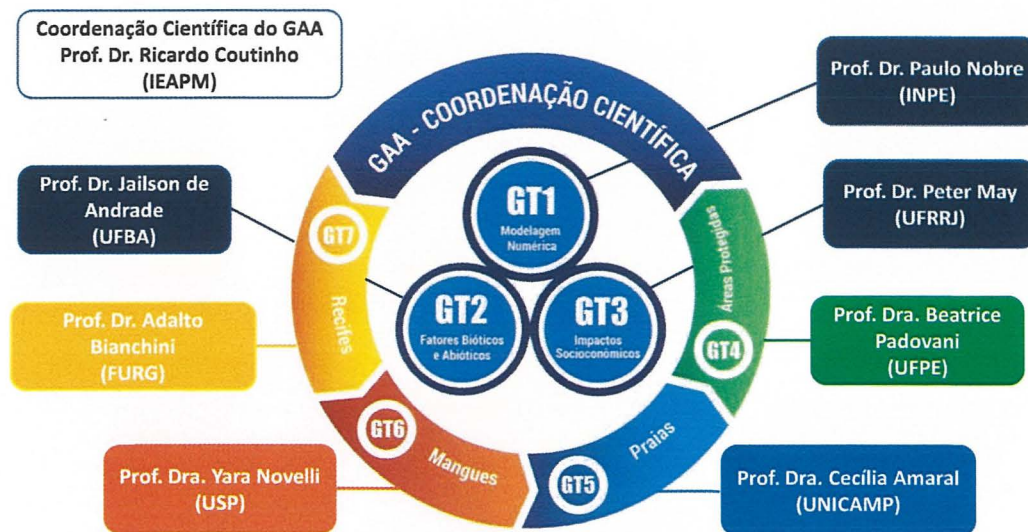 Coordenação Científica do GAA
Prof. Dr. Ricardo Coutinho
(IEAPM)
Prof. Dr. Paulo Nobre
(INPE)
GAA - COORDENAÇÃO CIENTÍFICA
Prof. Dr. Jailson de
Andrade
(UFBA)
GT1
Modelagem
Numérica
Prof. Dr. Peter May
(UFRRJ)
GT7
Recifes
GT2
Fatores Bióticos
e Abióticos
GT3
Impactos
Socioconômicos
Áreas Protegidas
GT4
Prof. Dr. Adalto
Bianchini
(FURG)
Prof. Dra. Beatrice
Padovani
(UFPE)
GT6
Mangues
GT5
Praias
Prof. Dra. Yara Novelli
(USP)
Prof. Dra. Cecília Amaral
(UNICAMP)